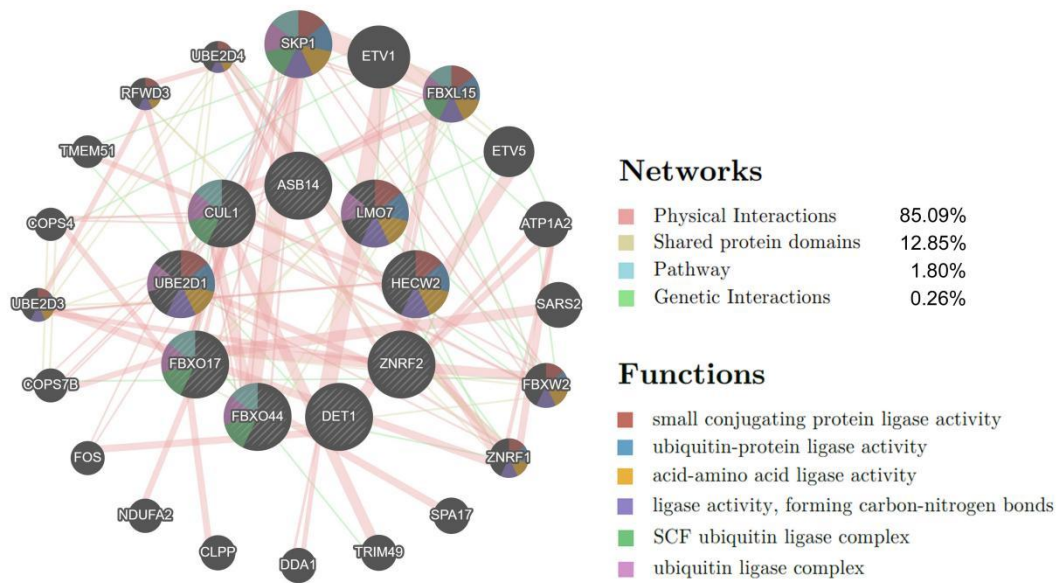 SKP1
ETV1
UBE2D4
FBXL15
RFWD3
TMEM51
ETV5
ASB14
CUL1
LMO7
COPS4
ATP1A2
UBE2D1
HECW2
UBE2D3
SARS2
FBXO17
ZNRF2
COPS7B
FBXW2
FBXO44
DET1
FOS
ZNRF1
NDUFA2
SPA17
CLPP
TRIM49
DDA1
Networks
Physical Interactions 85.09%
Shared protein domains 12.85%
Pathway 1.80%
Genetic Interactions 0.26%
Functions
small conjugating protein ligase activity
ubiquitin-protein ligase activity
acid-amino acid ligase activity
ligase activity, forming carbon-nitrogen bonds
SCF ubiquitin ligase complex
ubiquitin ligase complex